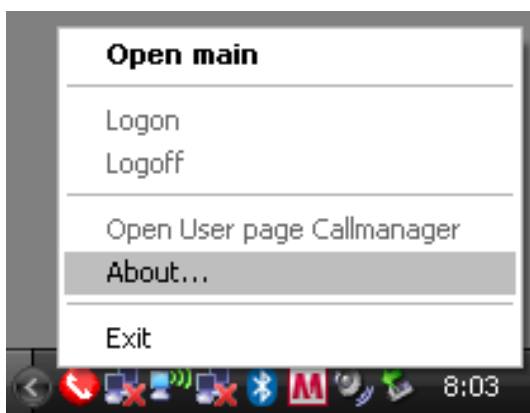 Open main
Logon
Logoff
Open User page Callmanager
About...
Exit
8:03